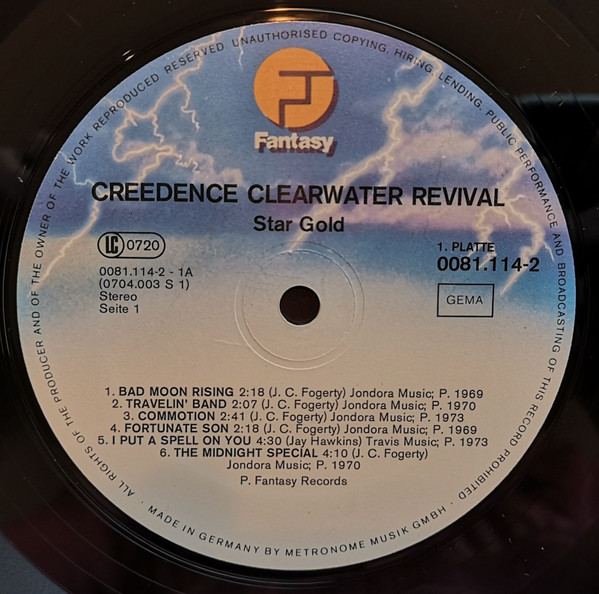 ALL RIGHTS OF THE PRODUCER AND OF THE OWNER OF THE WORK REPRODUCED RESERVED UNAUTHORISED COPYING, HIRING, LENDING, PUBLIC PERFORMANCE AND BROADCASTING OF THIS RECORD PROHIBITED ·
Fantasy
CREEDENCE CLEARWATER REVIVAL
Star Gold
LC 0720
0081.114-2 - 1A
(0704.003 S 1)
Stereo
Seite 1
1. PLATTE
0081.114-2
GEMA
1. BAD MOON RISING 2:18 (J. C. Fogerty) Jondora Music; P. 1969
2. TRAVELIN' BAND 2:07 (J. C. Fogerty) Jondora Music; P. 1970
3. COMMOTION 2:41 (J. C. Fogerty) Jondora Music; P. 1973
4. FORTUNATE SON 2:18 (J. C. Fogerty) Jondora Music; P. 1969
5. I PUT A SPELL ON YOU 4:30 (Jay Hawkins) Travis Music; P. 1973
6. THE MIDNIGHT SPECIAL 4:10 (J. C. Fogerty)
Jondora Music; P. 1970
P. Fantasy Records
· MADE IN GERMANY BY METRONOME MUSIK GMBH ·